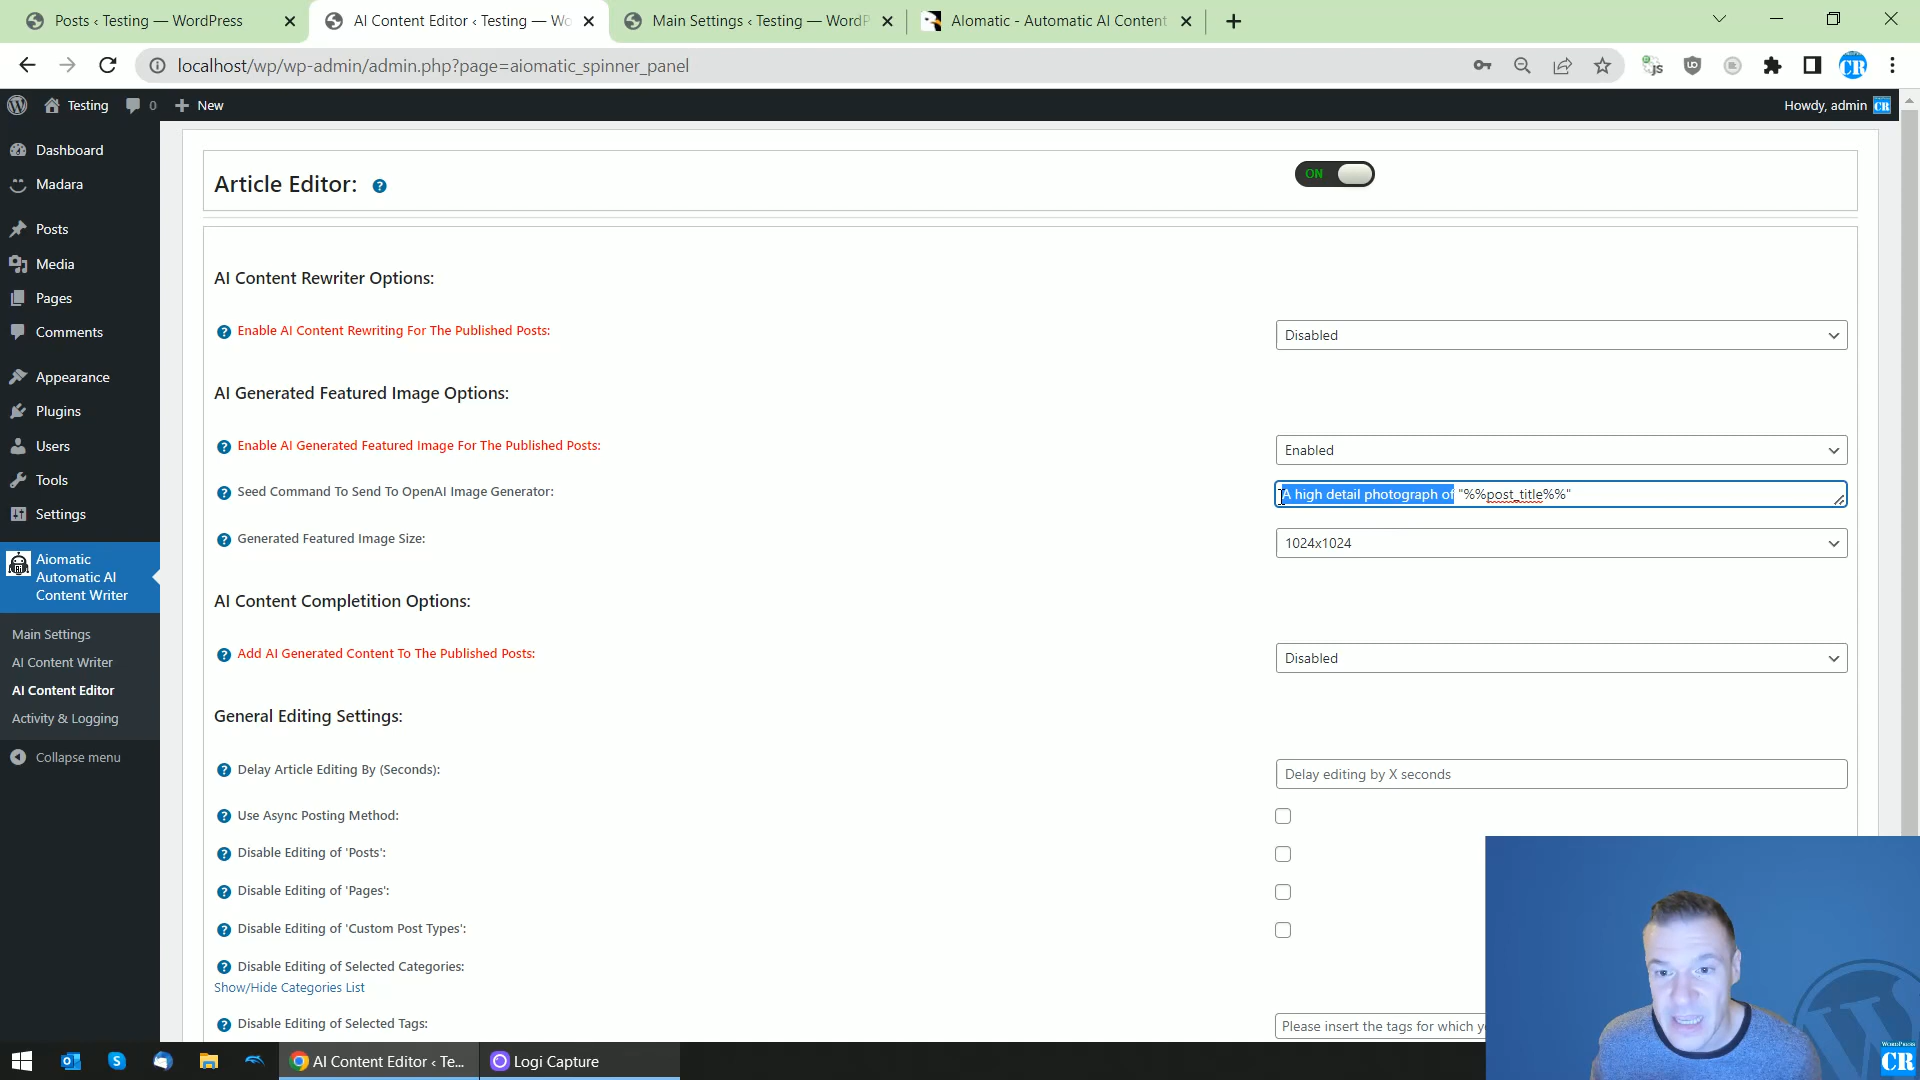 Posts ‹ Testing — WordPress
AI Content Editor ‹ Testing — Wo
Main Settings ‹ Testing — WordP
AIomatic - Automatic AI Content
localhost/wp/wp-admin/admin.php?page=aiomatic_spinner_panel
Testing
0
New
Howdy, admin
Dashboard
Madara
Posts
Media
Pages
Comments
Appearance
Plugins
Users
Tools
Settings
Aiomatic
Automatic AI
Content Writer
Main Settings
AI Content Writer
AI Content Editor
Activity & Logging
Collapse menu
Article Editor:
ON
AI Content Rewriter Options:
Enable AI Content Rewriting For The Published Posts:
Disabled
AI Generated Featured Image Options:
Enable AI Generated Featured Image For The Published Posts:
Enabled
Seed Command To Send To OpenAI Image Generator:
A high detail photograph of "%%post_title%%"
Generated Featured Image Size:
1024x1024
AI Content Completition Options:
Add AI Generated Content To The Published Posts:
Disabled
General Editing Settings:
Delay Article Editing By (Seconds):
Delay editing by X seconds
Use Async Posting Method:
Disable Editing of 'Posts':
Disable Editing of 'Pages':
Disable Editing of 'Custom Post Types':
Disable Editing of Selected Categories:
Show/Hide Categories List
Disable Editing of Selected Tags:
Please insert the tags for which
AI Content Editor ‹ Te...
Logi Capture
WordPress
CR